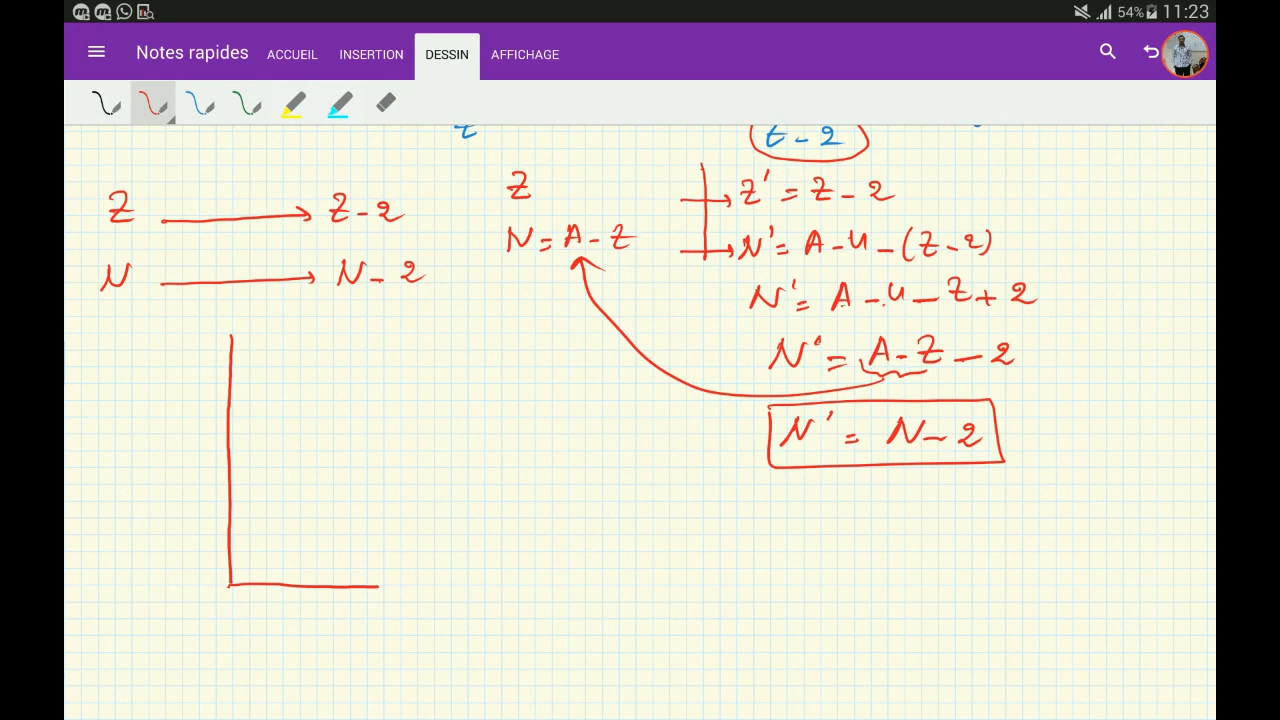 54% 11:23
Notes rapides ACCUEIL INSERTION DESSIN AFFICHAGE
Z
Z - 2
Z → Z - 2
Z
Z' = Z - 2
N = A - Z
N' = A - 4 - (Z - 2)
N → N - 2
N' = A - 4 - Z + 2
N' = A - Z - 2
N' = N - 2